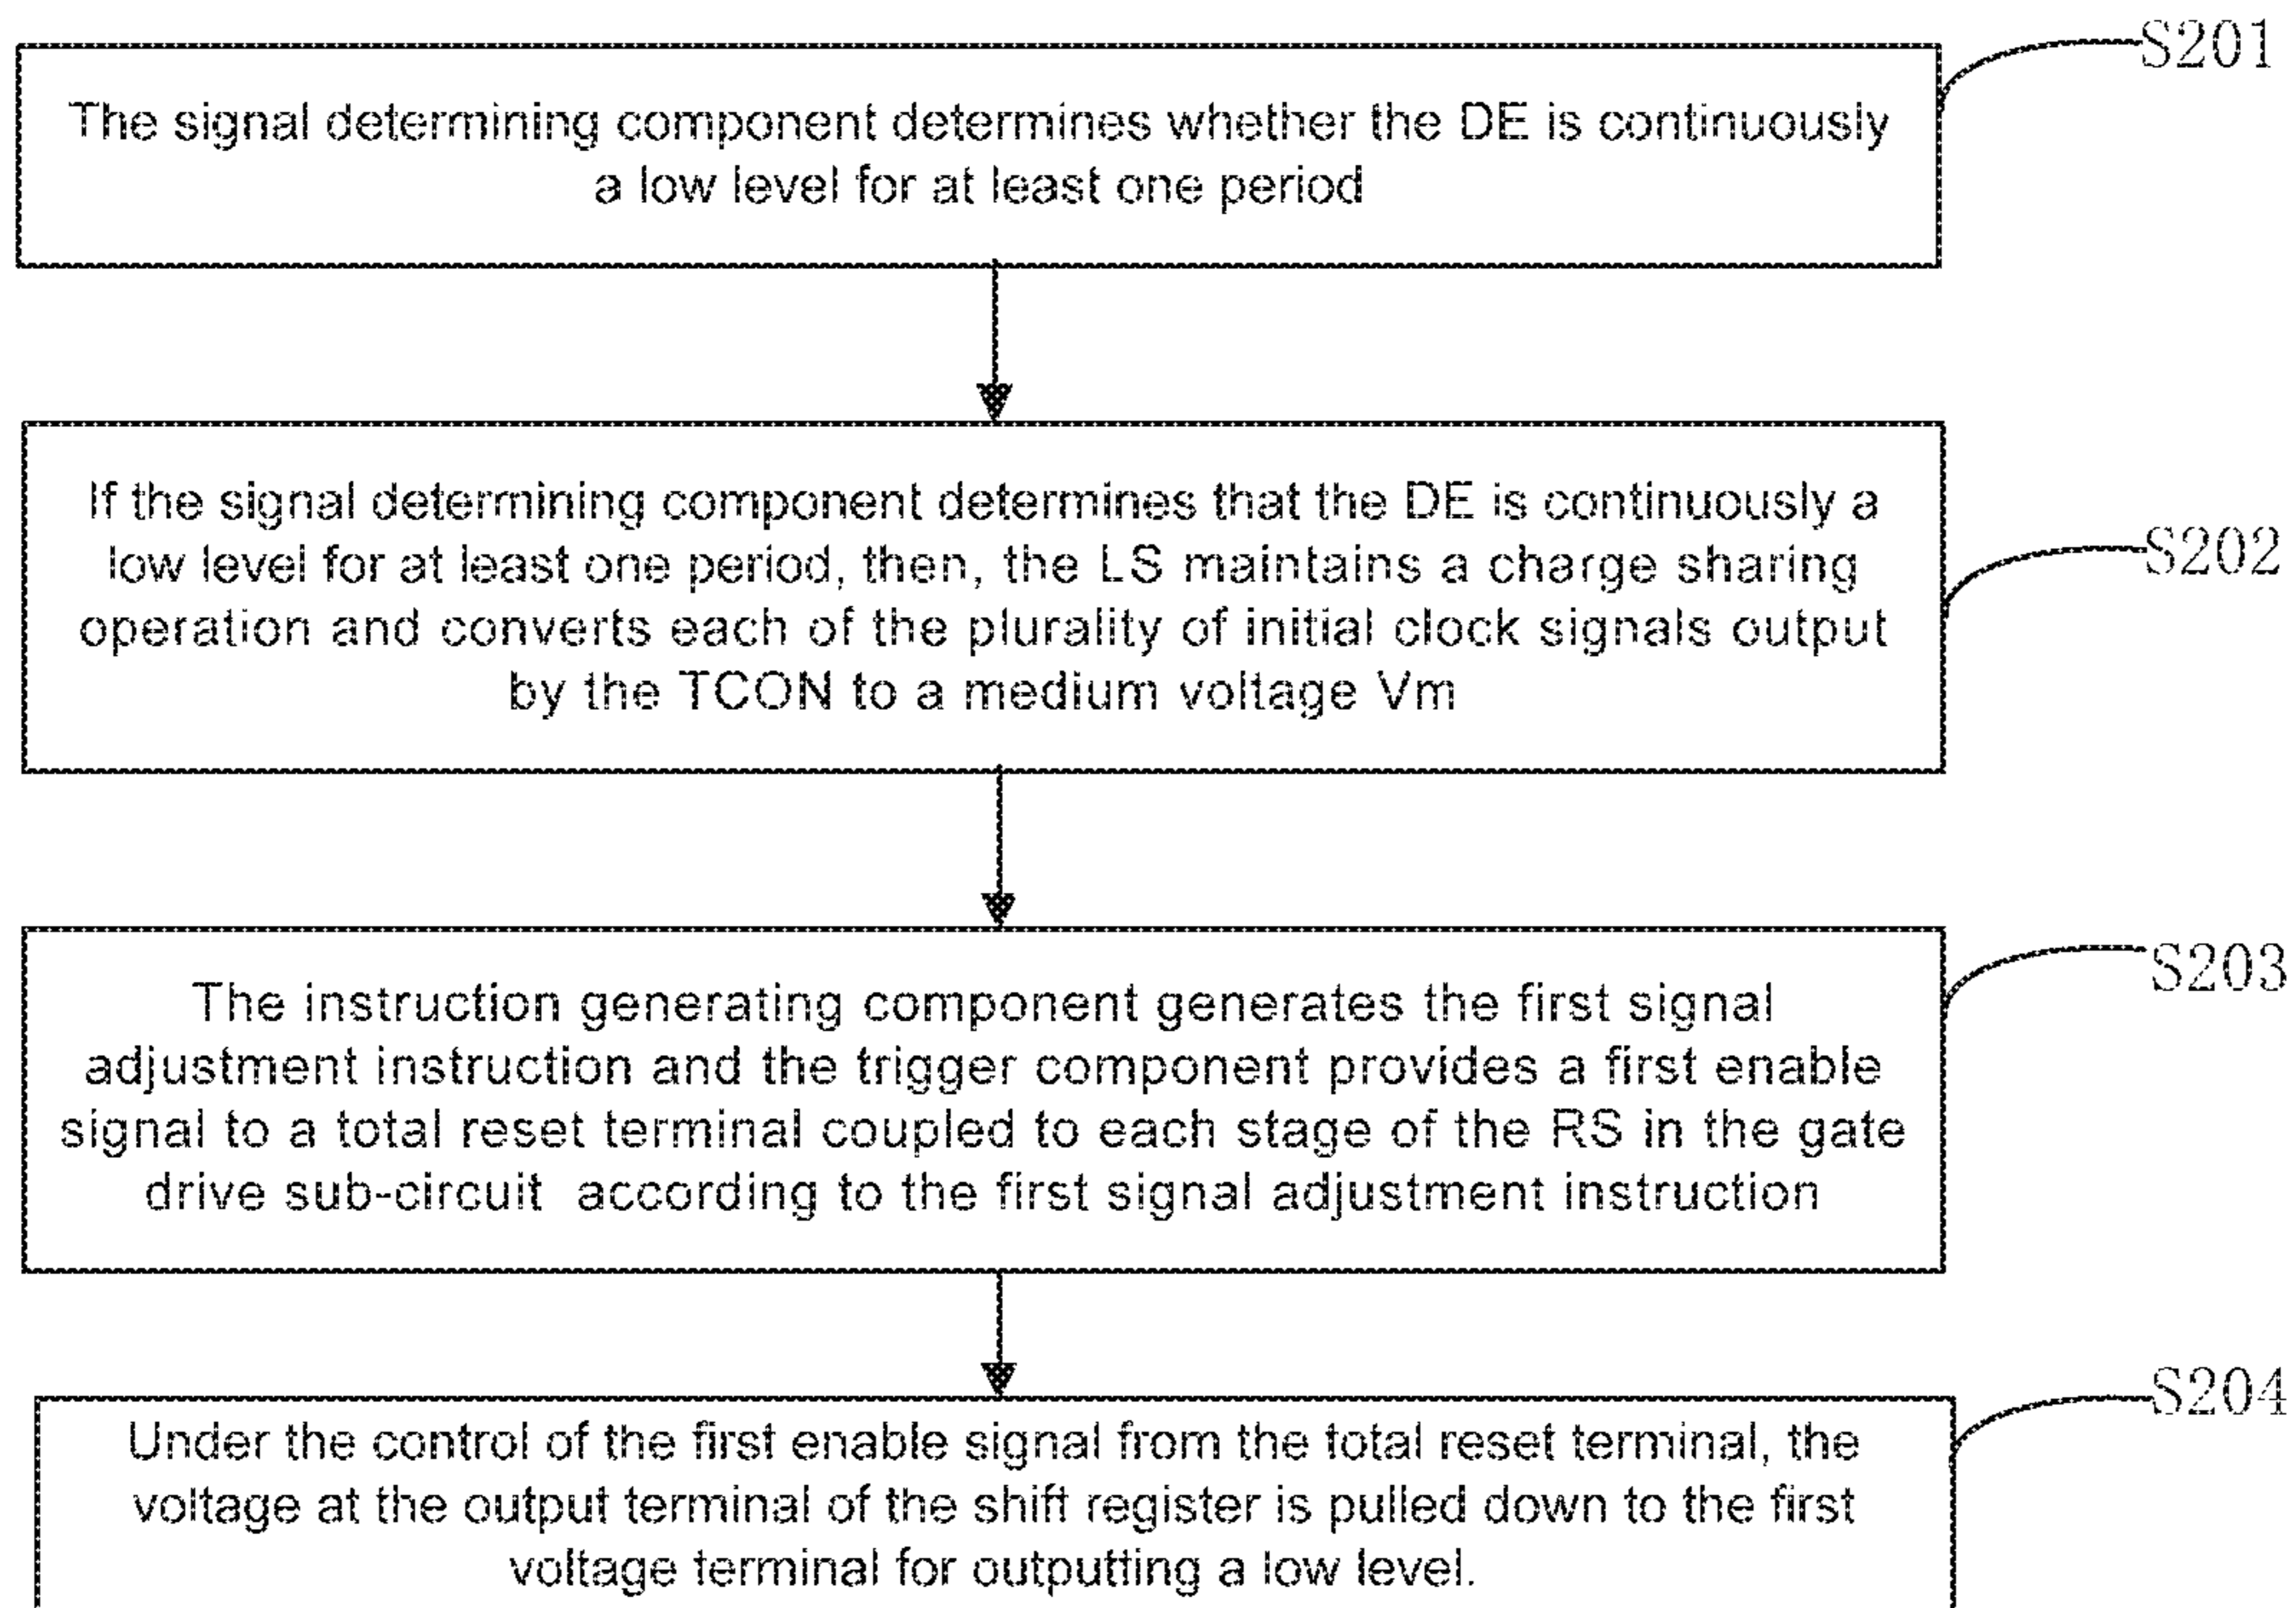 S201
The signal determining component determines whether the DE is continuously
a low level for at least one period
If the signal determining component determines that the DE is continuously a
low level for at least one period, then, the LS maintains a charge sharing
operation and converts each of the plurality of initial clock signals output
by the TCON to a medium voltage Vm
S202
The instruction generating component generates the first signal
adjustment instruction and the trigger component provides a first enable
signal to a total reset terminal coupled to each stage of the RS in the gate
drive sub-circuit according to the first signal adjustment instruction
S203
Under the control of the first enable signal from the total reset terminal, the
voltage at the output terminal of the shift register is pulled down to the first
voltage terminal for outputting a low level.
S204